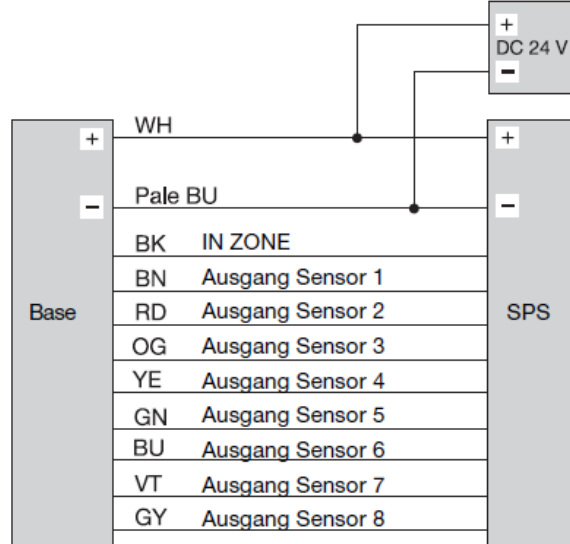 +
DC 24 V
−
WH
+
+
Pale BU
−
−
BK IN ZONE
BN Ausgang Sensor 1
Base RD Ausgang Sensor 2 SPS
OG Ausgang Sensor 3
YE Ausgang Sensor 4
GN Ausgang Sensor 5
BU Ausgang Sensor 6
VT Ausgang Sensor 7
GY Ausgang Sensor 8